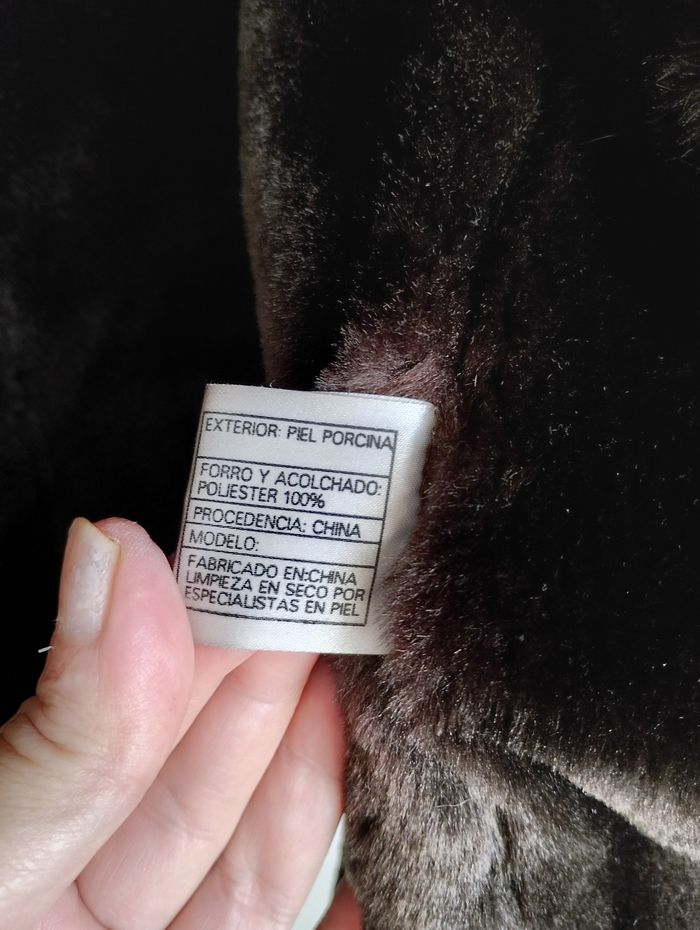 EXTERIOR: PIEL PORCINA
FORRO Y ACOLCHADO:
POLIESTER 100%
PROCEDENCIA: CHINA
MODELO:
FABRICADO EN:CHINA
LIMPIEZA EN SECO POR
ESPECIALISTAS EN PIEL